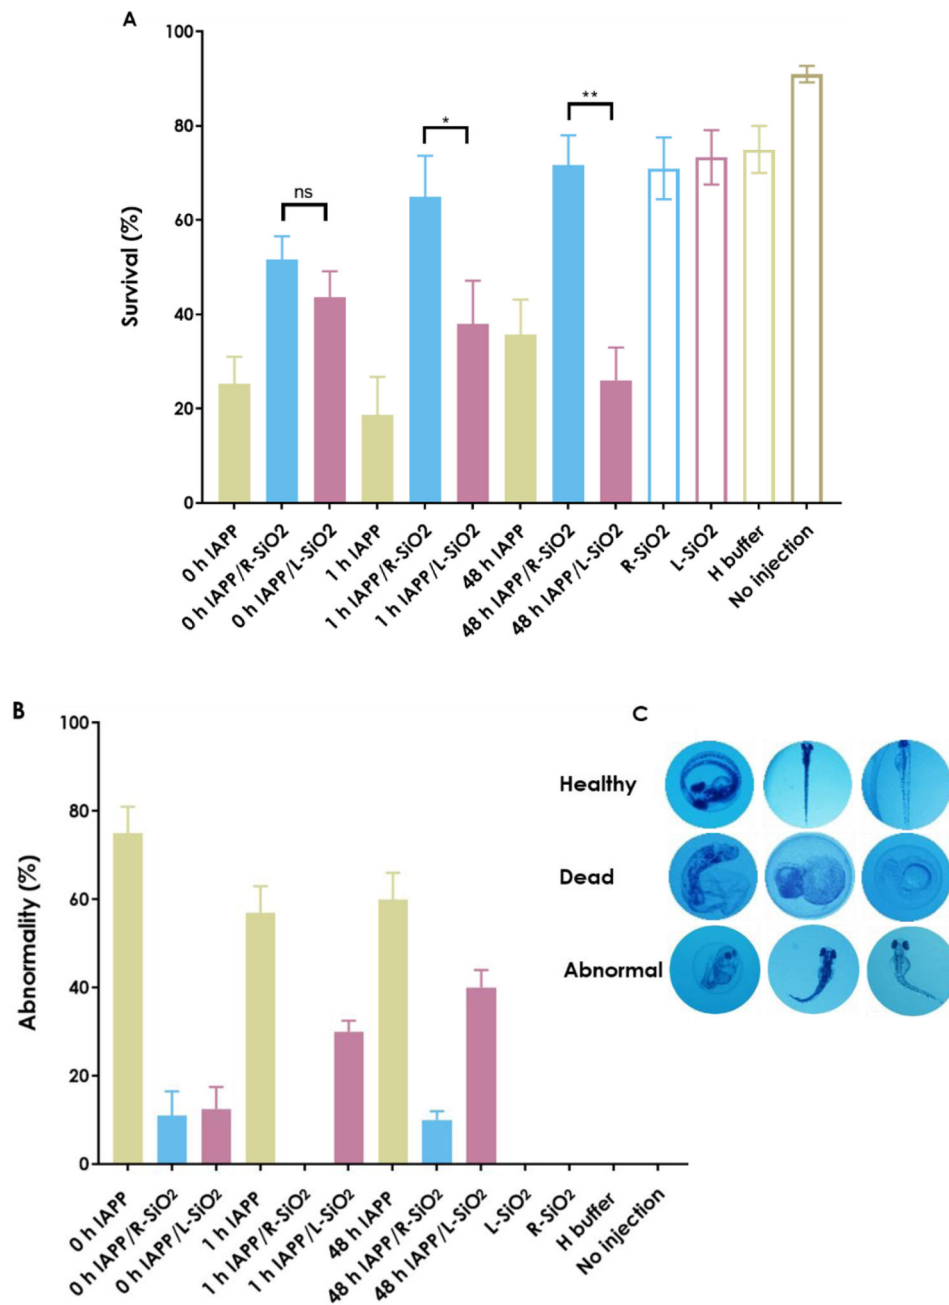 A
100
80
60
40
20
0
Survival (%)
ns
*
**
0 h IAPP
0 h IAPP/R-SiO2
0 h IAPP/L-SiO2
1 h IAPP
1 h IAPP/R-SiO2
1 h IAPP/L-SiO2
48 h IAPP
48 h IAPP/R-SiO2
48 h IAPP/L-SiO2
R-SiO2
L-SiO2
H buffer
No injection
B
100
80
60
40
20
0
Abnormality (%)
0 h IAPP
0 h IAPP/R-SiO2
0 h IAPP/L-SiO2
1 h IAPP
1 h IAPP/R-SiO2
1 h IAPP/L-SiO2
48 h IAPP
48 h IAPP/R-SiO2
48 h IAPP/L-SiO2
L-SiO2
R-SiO2
H buffer
No injection
C
Healthy
Dead
Abnormal